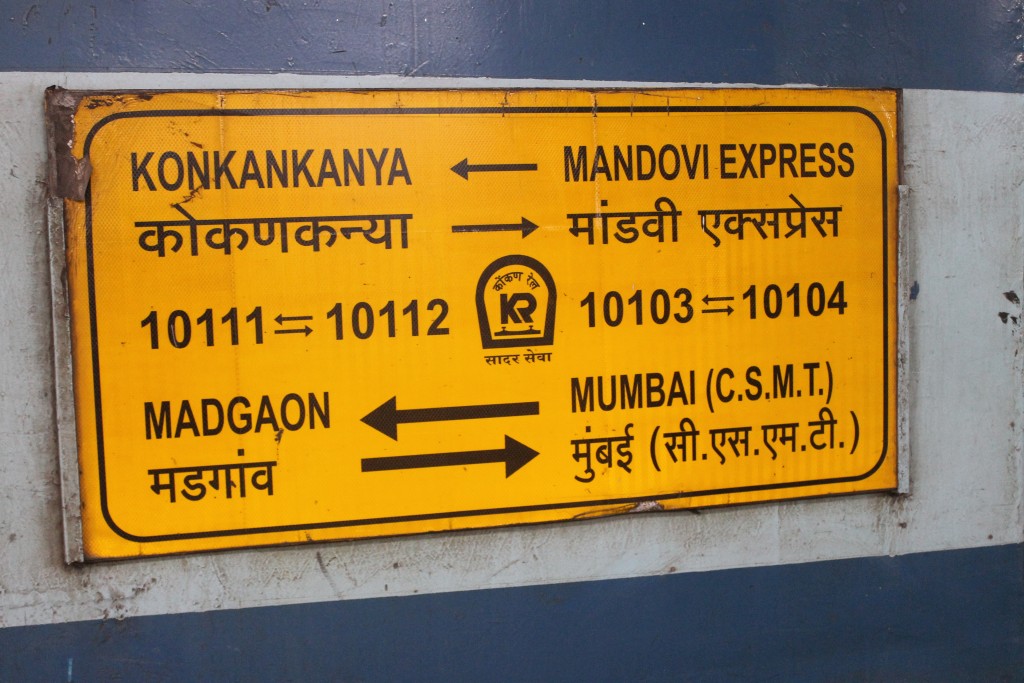 KONKANKANYA ← MANDOVI EXPRESS
कोकणकन्या → मांडवी एक्सप्रेस
कोंकण रेल
KR
10111 ⇆ 10112 10103 ⇆ 10104
सादर सेवा
MADGAON ← MUMBAI (C.S.M.T.)
मडगांव → मुंबई (सी.एस.एम.टी.)